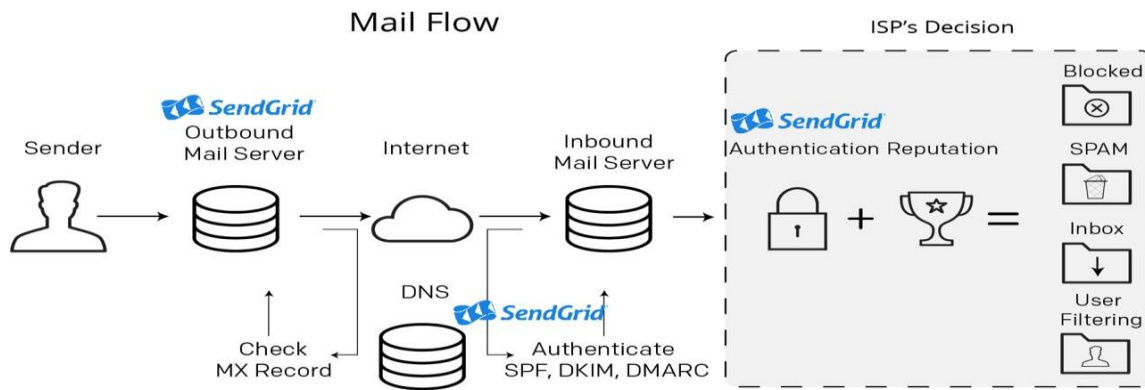 Mail Flow
ISP's Decision
SendGrid
Sender
Outbound
Mail Server
Internet
Inbound
Mail Server
DNS
SendGrid
Check
MX Record
Authenticate
SPF, DKIM, DMARC
SendGrid
Authentication Reputation
+
=
Blocked
SPAM
Inbox
User
Filtering